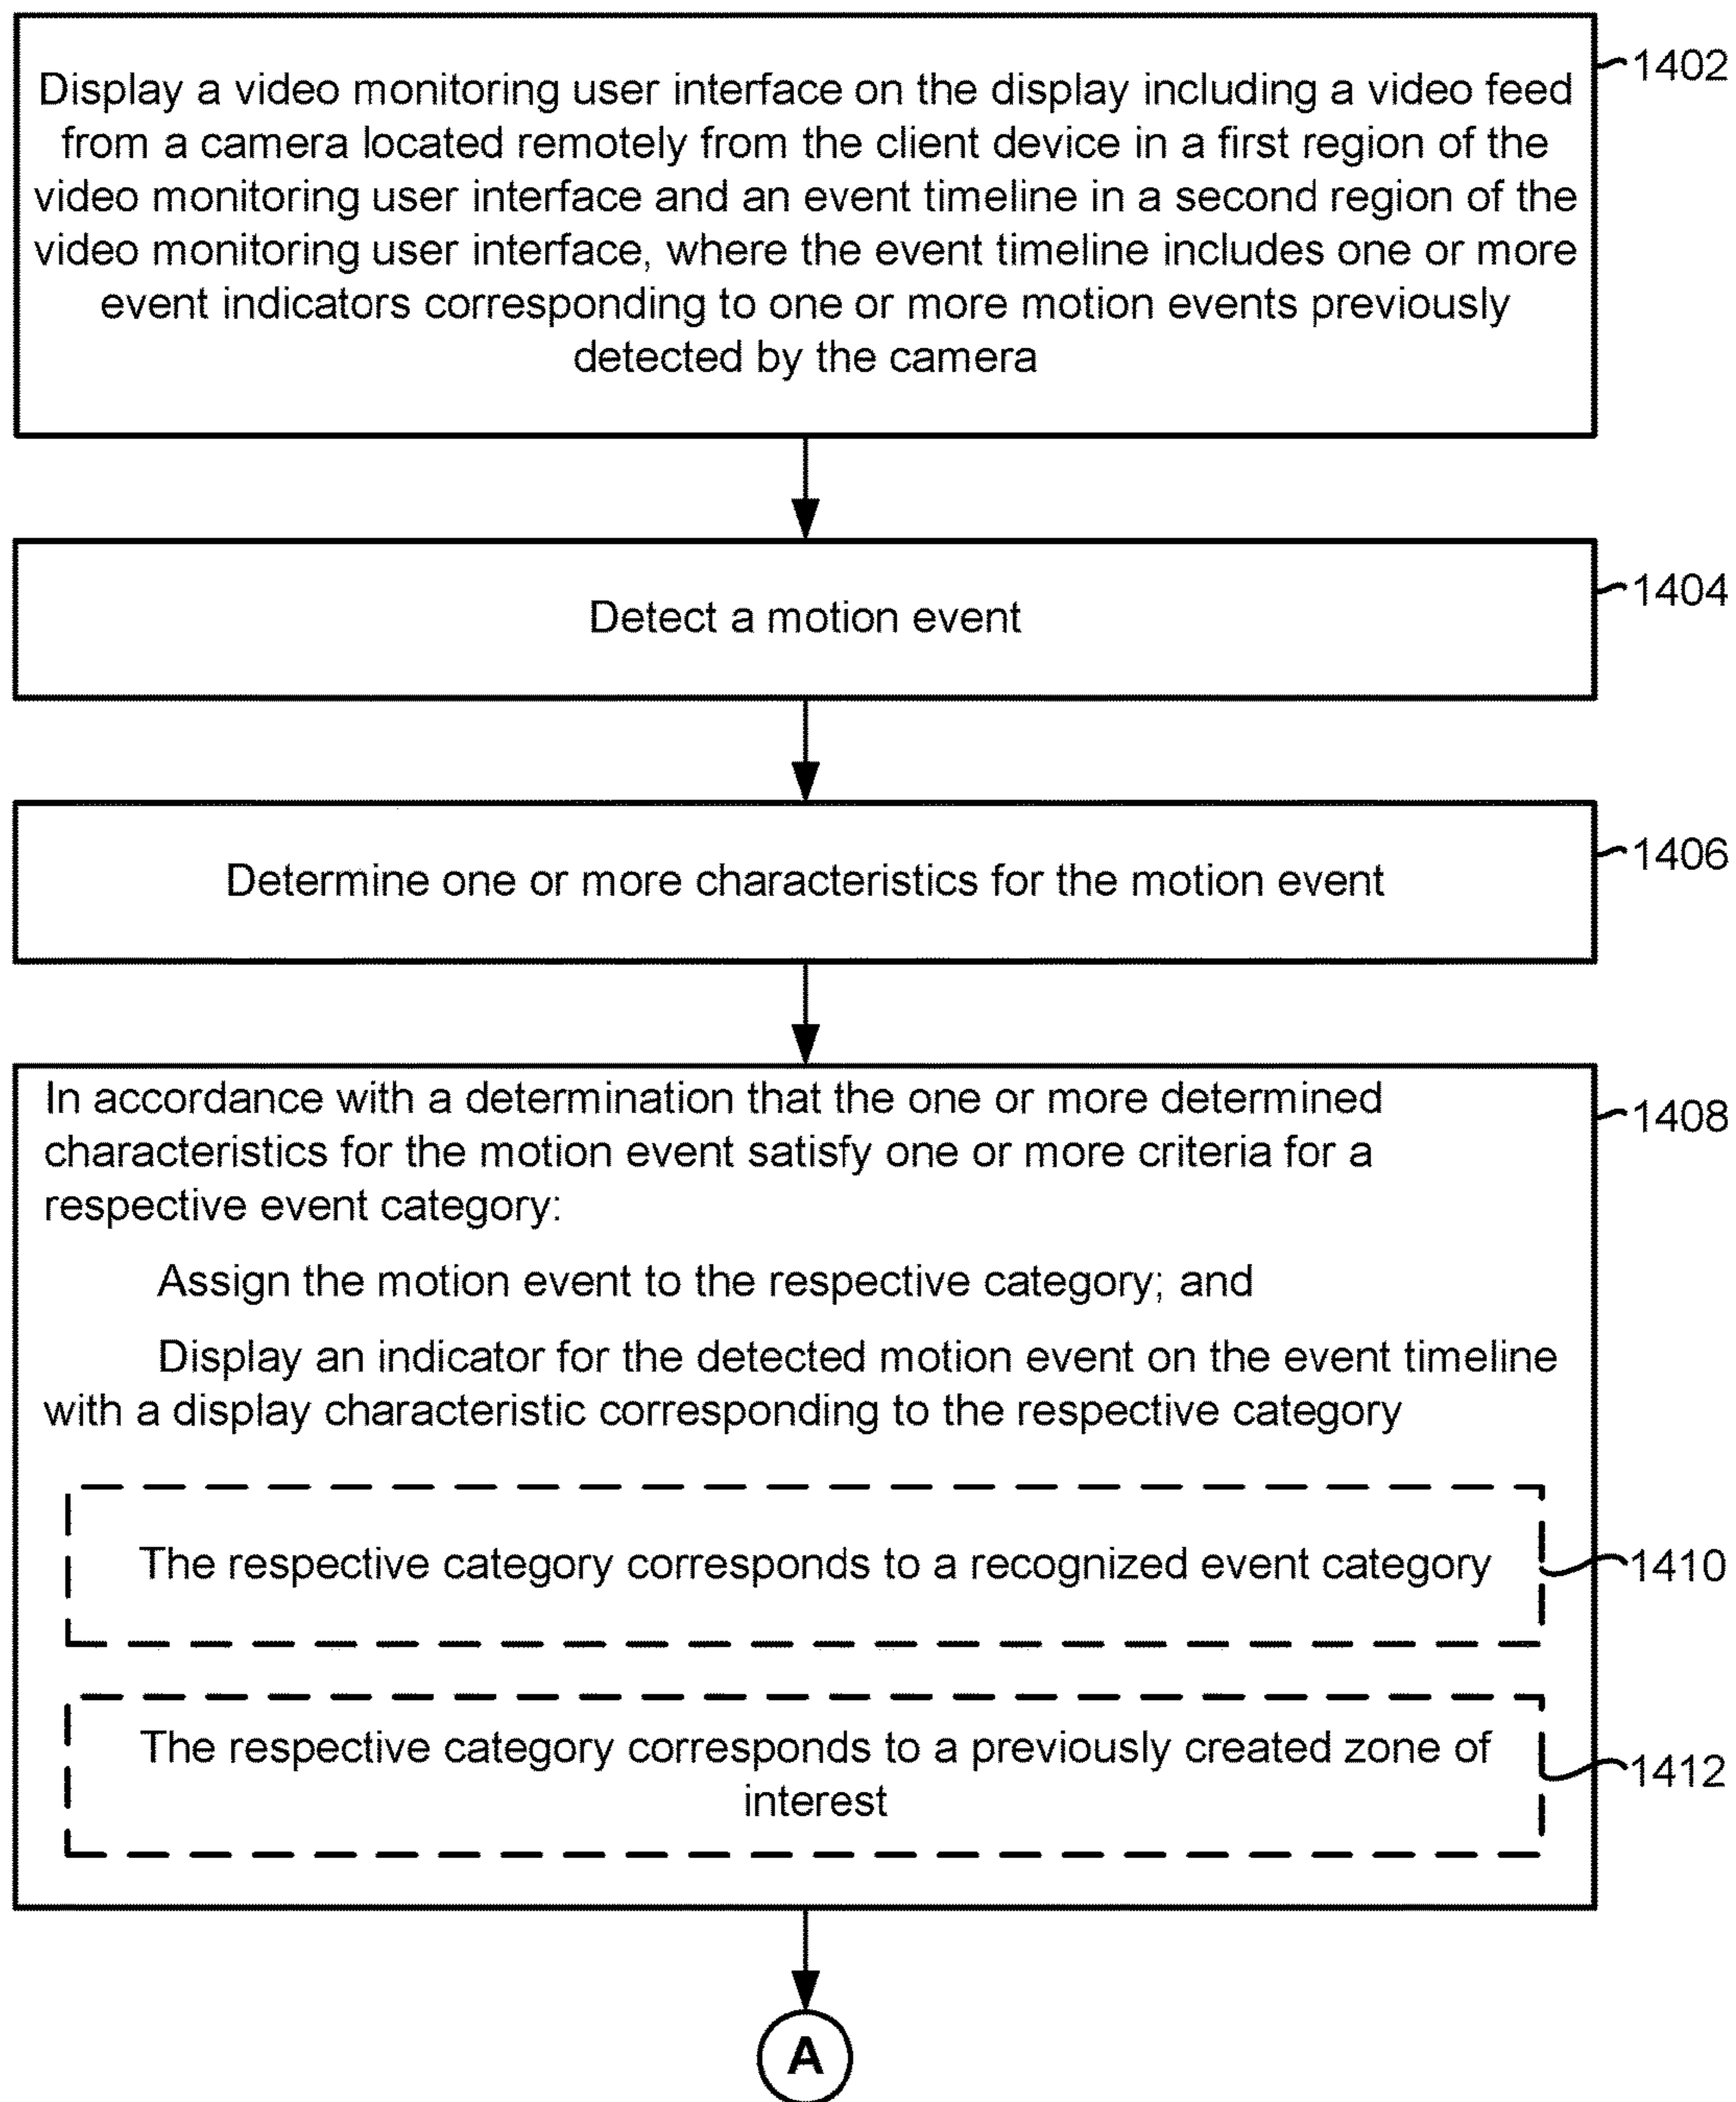 1402
Display a video monitoring user interface on the display including a video feed
from a camera located remotely from the client device in a first region of the
video monitoring user interface and an event timeline in a second region of the
video monitoring user interface, where the event timeline includes one or more
event indicators corresponding to one or more motion events previously
detected by the camera
1404
Detect a motion event
1406
Determine one or more characteristics for the motion event
In accordance with a determination that the one or more determined
1408
characteristics for the motion event satisfy one or more criteria for a
respective event category:
Assign the motion event to the respective category; and
Display an indicator for the detected motion event on the event timeline
with a display characteristic corresponding to the respective category
The respective category corresponds to a recognized event category
1410
The respective category corresponds to a previously created zone of
1412
interest
A